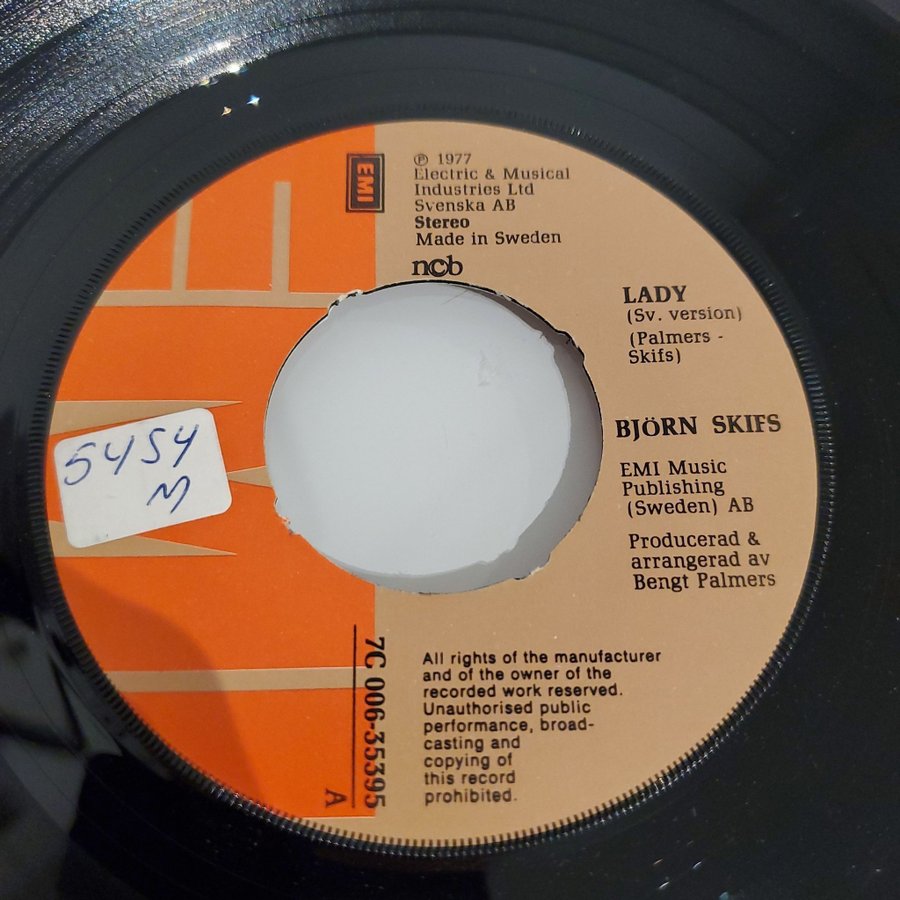 EMI
℗ 1977
Electric & Musical
Industries Ltd
Svenska AB
Stereo
Made in Sweden
ncb
LADY
(Sv. version)
(Palmers -
Skifs)
BJÖRN SKIFS
EMI Music
Publishing
(Sweden) AB
Producerad &
arrangerad av
Bengt Palmers
5454
M
7C 006-35395
A
All rights of the manufacturer
and of the owner of the
recorded work reserved.
Unauthorised public
performance, broad-
casting and
copying of
this record
prohibited.